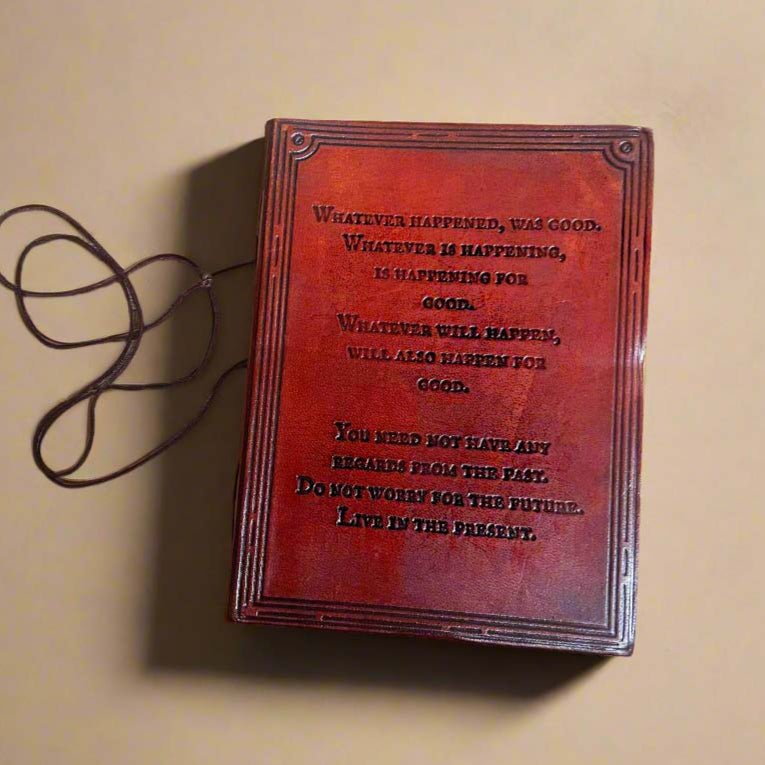 Whatever happened, was good.
Whatever is happening,
is happening for
good.
Whatever will happen,
will also happen for
good.
You need not have any
regards from the past.
Do not worry for the future.
Live in the present.